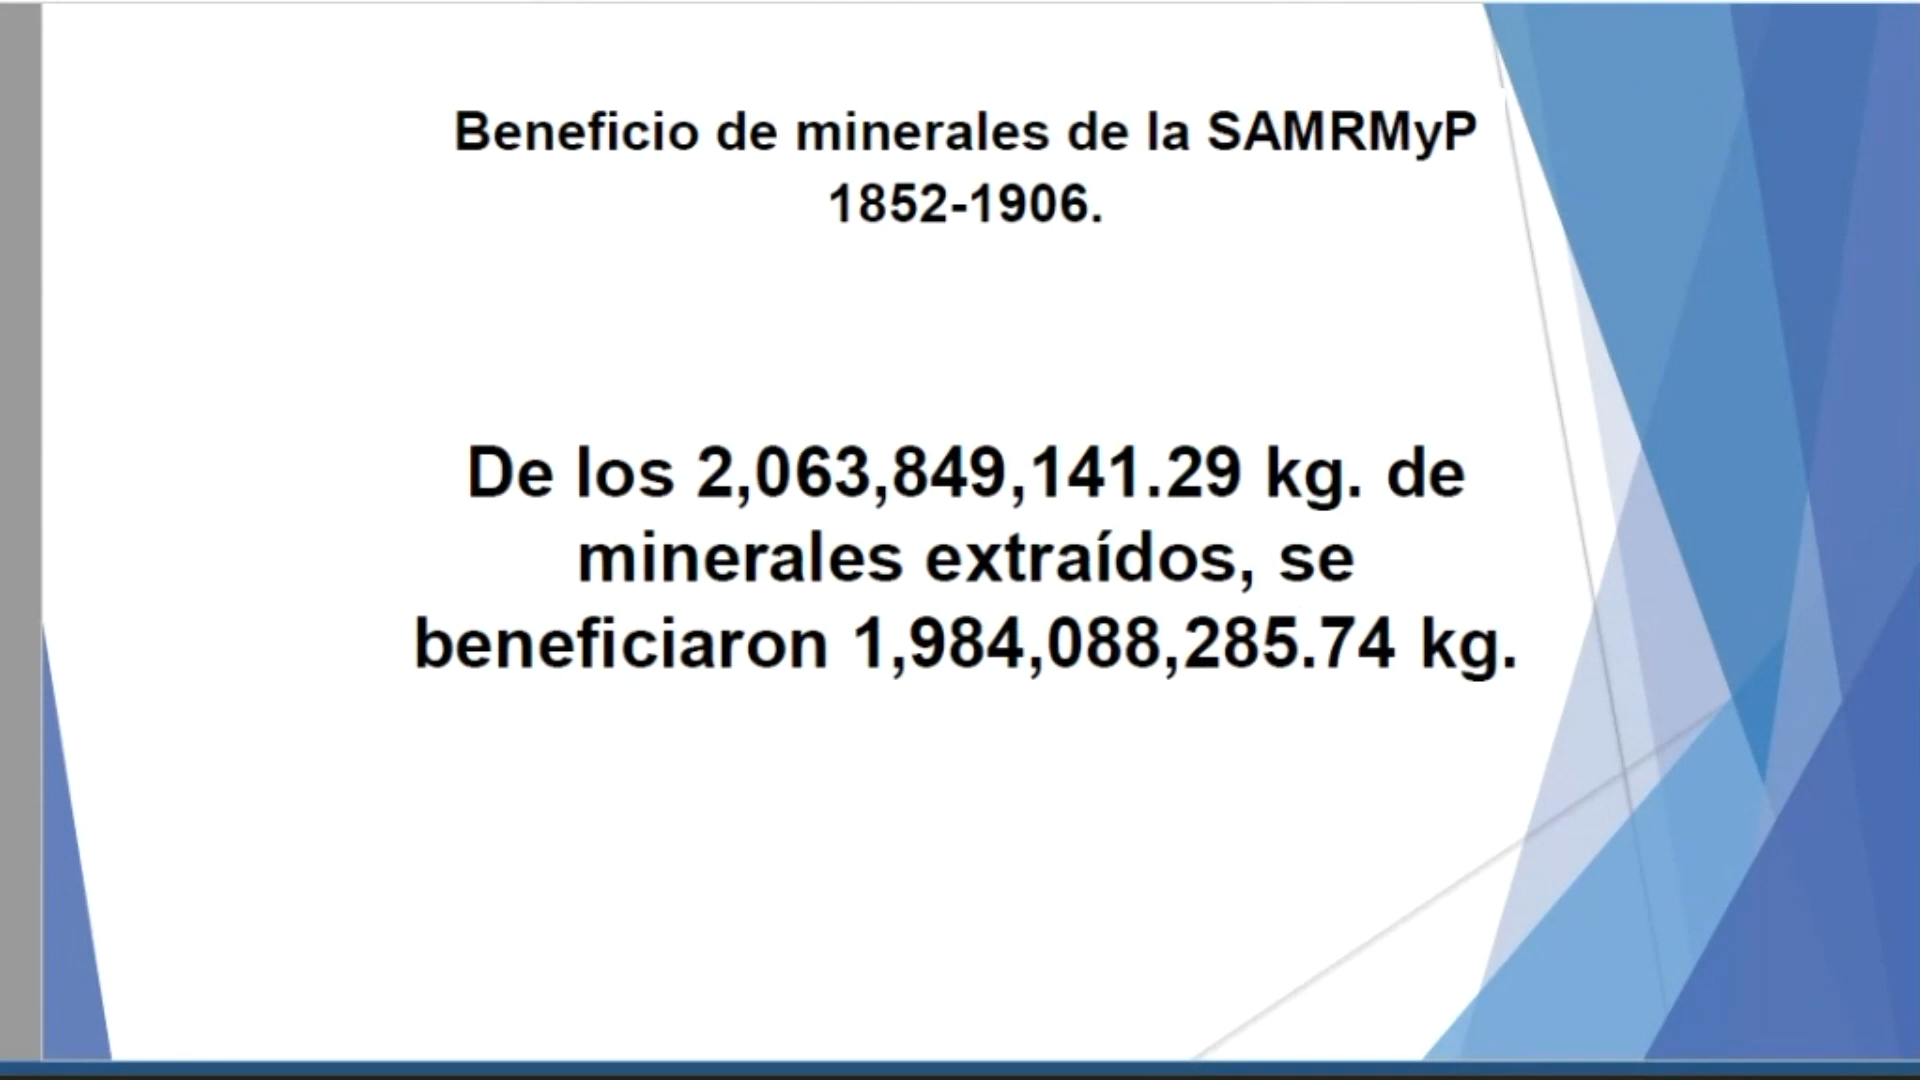 Beneficio de minerales de la SAMRMyP
1852-1906.
De los 2,063,849,141.29 kg. de
minerales extraídos, se
beneficiaron 1,984,088,285.74 kg.